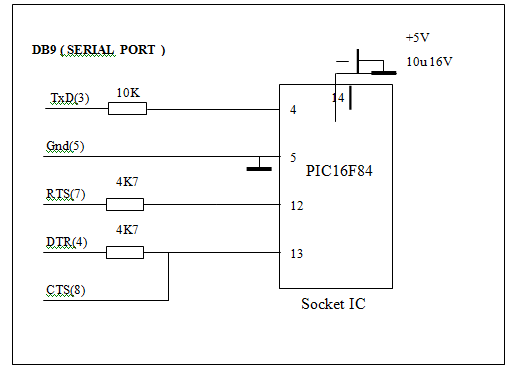 DB9 ( SERIAL PORT )
+5V
10u 16V
TxD(3)
10K
4
14
Gnd(5)
5
PIC16F84
RTS(7)
4K7
12
DTR(4)
4K7
13
CTS(8)
Socket IC